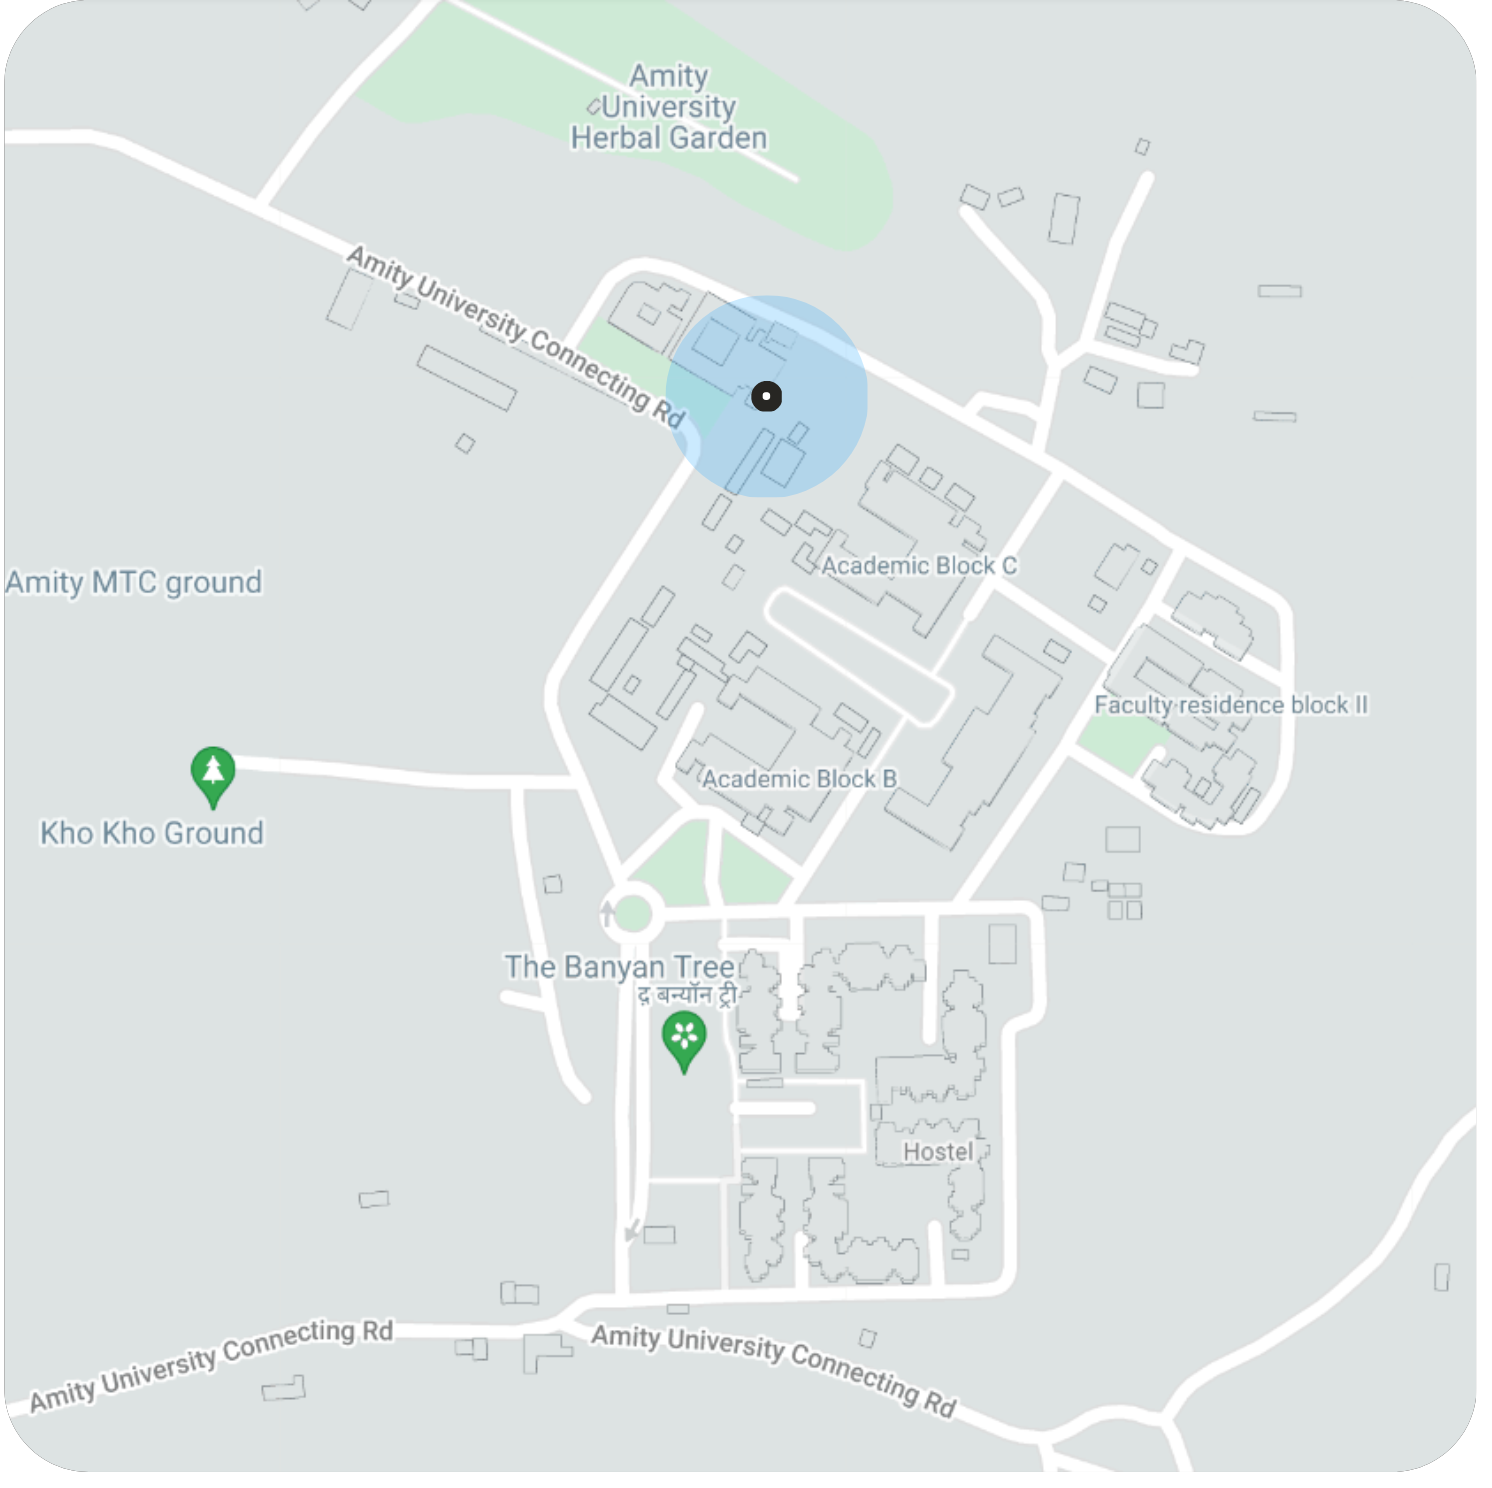 Amity
University
Herbal Garden
Amity University Connecting Rd
Academic Block C
Amity MTC ground
Faculty residence block II
Academic Block B
Kho Kho Ground
The Banyan Tree
द बन्यॉन ट्री
Hostel
Amity University Connecting Rd
Amity University Connecting Rd